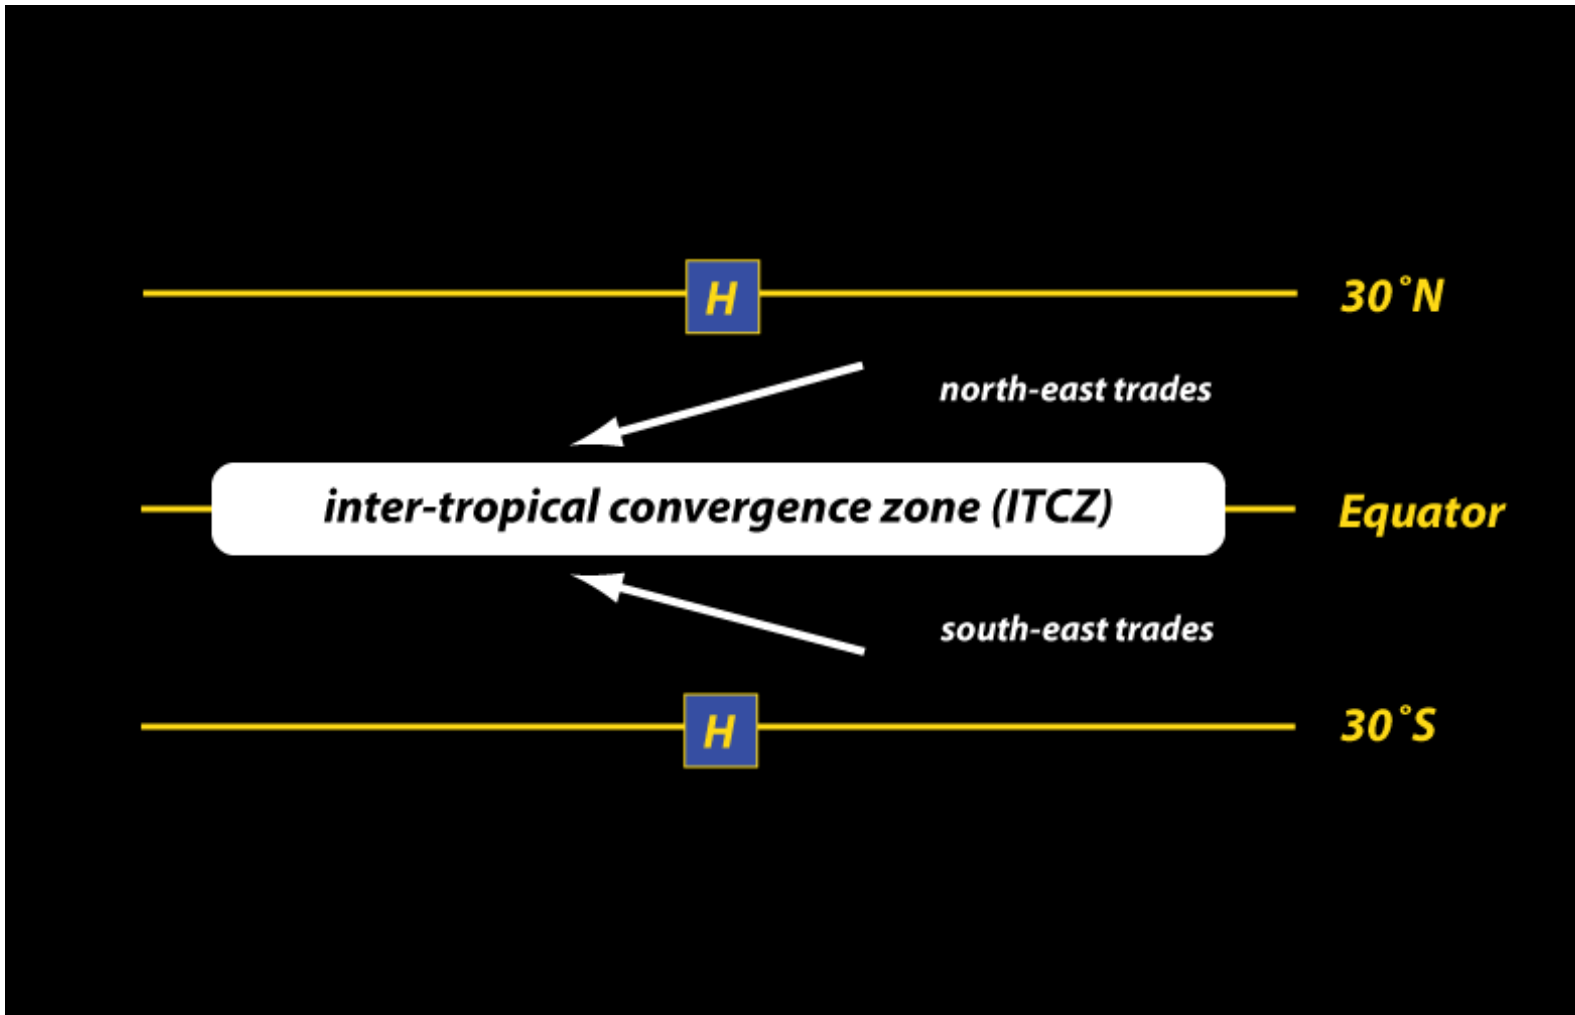 H
30˚N
north-east trades
inter-tropical convergence zone (ITCZ)
Equator
south-east trades
H
30˚S